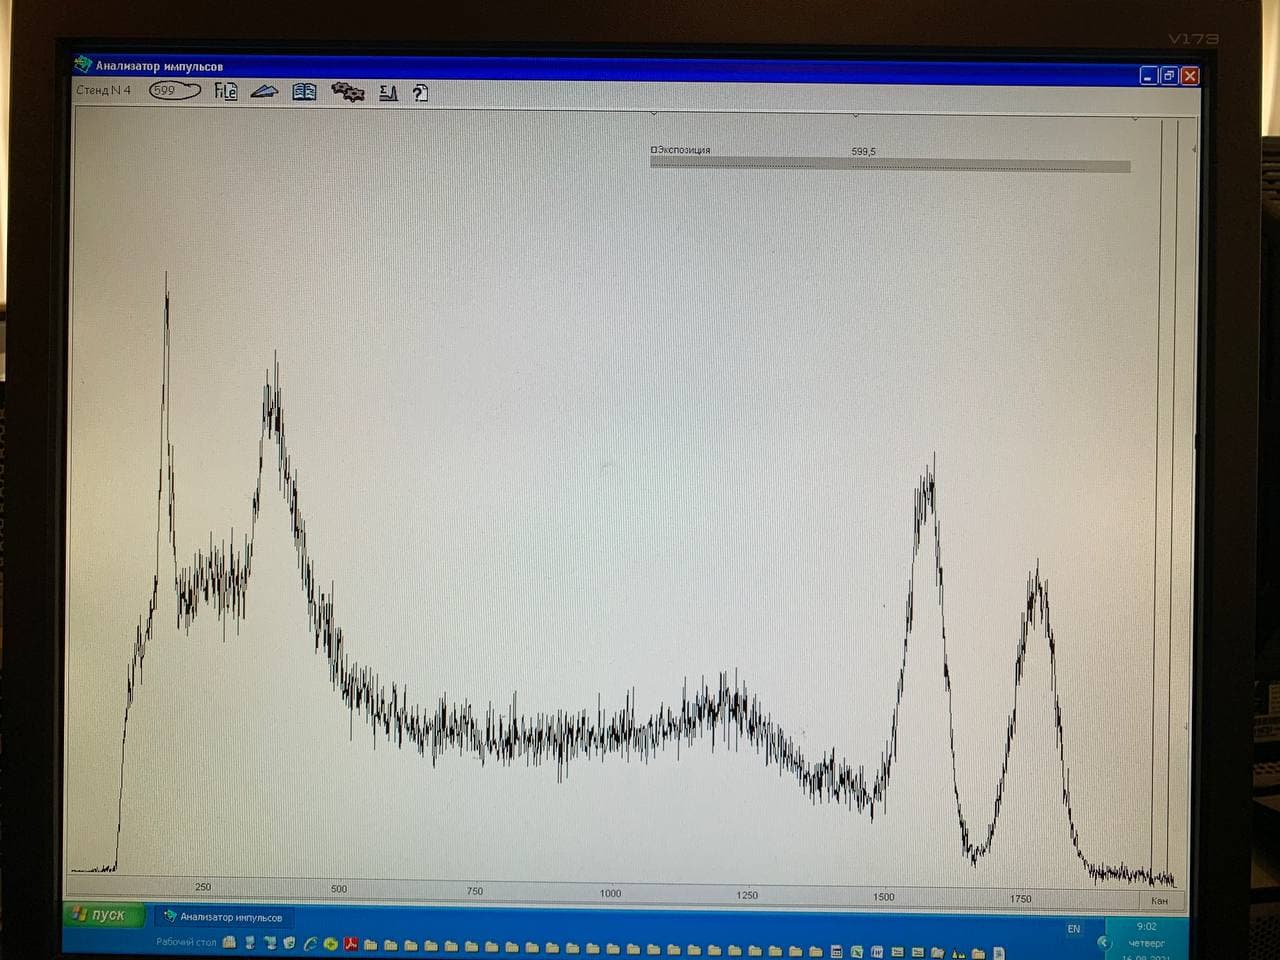 V173
Анализатор импульсов
Стенд N 4 599 FiLe
Экспозиция 599,5
250 500 750 1000 1250 1500 1750 Кан
пуск Анализатор импульсов EN 9:02
Рабочий стол четверг